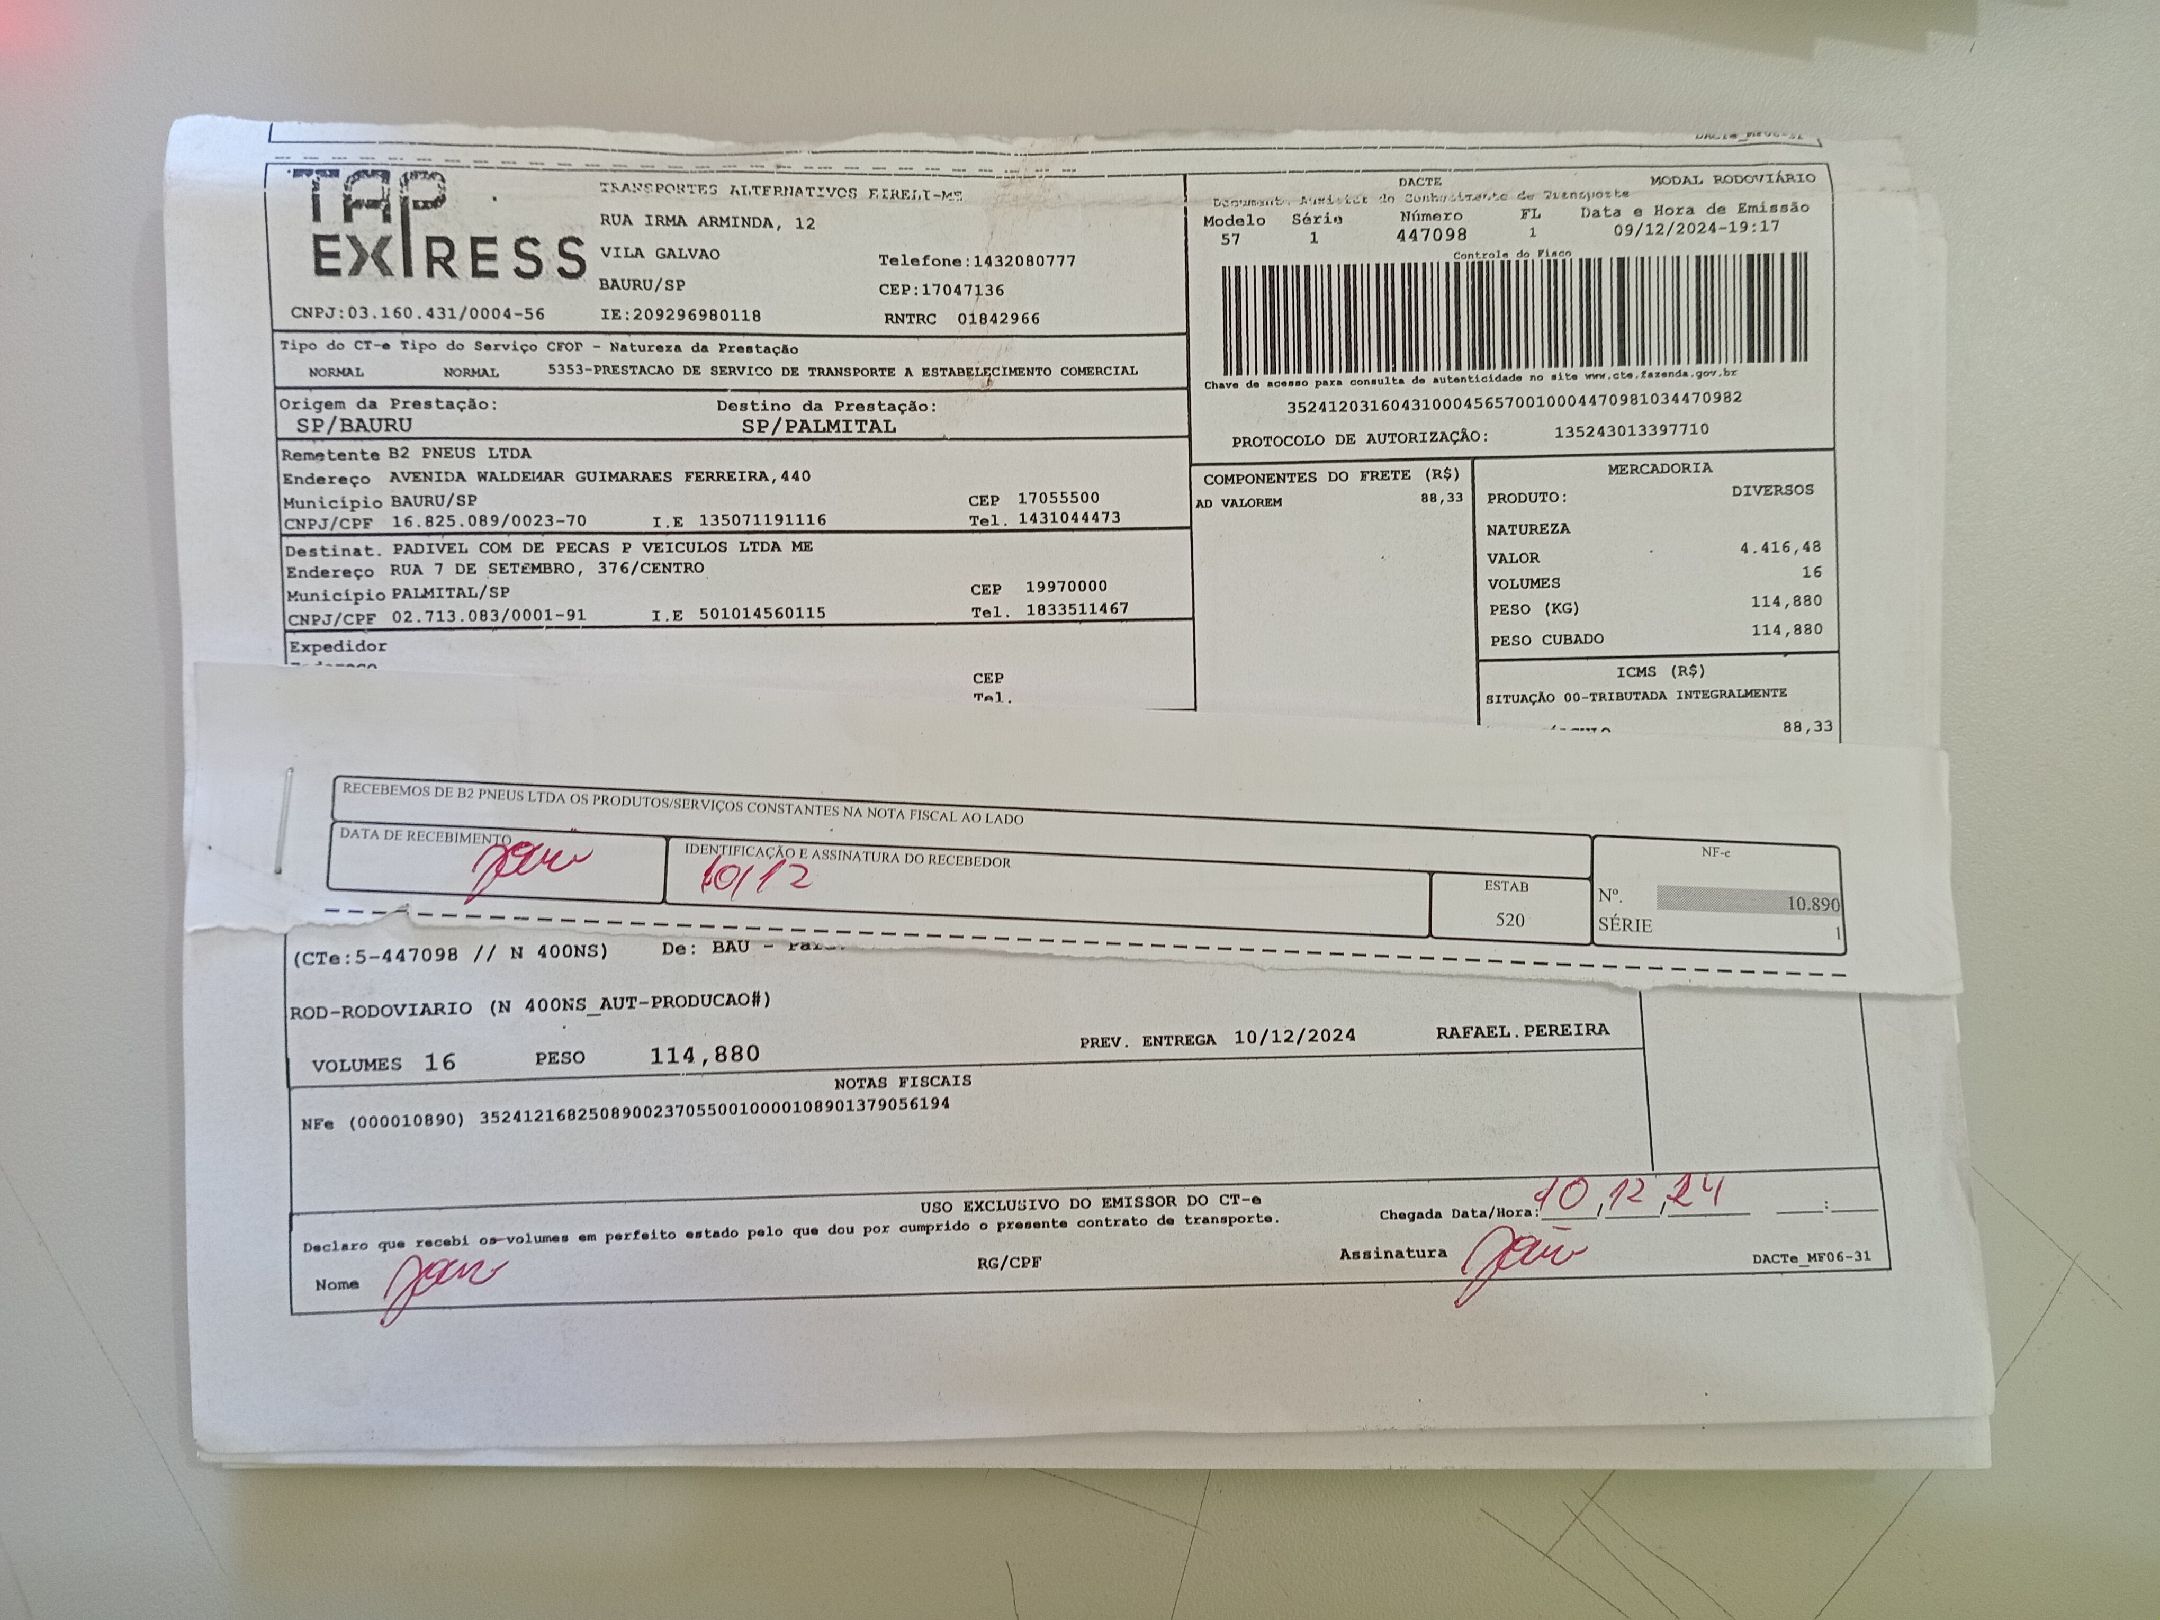 TAP EXPRESS
TRANSPORTES ALTERNATIVOS EIRELI-ME
RUA IRMA ARMINDA, 12
VILA GALVAO Telefone:1432080777
BAURU/SP CEP:17047136
CNPJ:03.160.431/0004-56 IE:209296980118 RNTRC 01842966
DACTE MODAL RODOVIÁRIO
Documento Auxiliar do Conhecimento de Transporte
Modelo Série Número FL Data e Hora de Emissão
57 1 447098 1 09/12/2024-19:17
Controle do Fisco
Chave de acesso para consulta de autenticidade no site www.cte.fazenda.gov.br
35241203160431000456570010004470981034470982
PROTOCOLO DE AUTORIZAÇÃO: 135243013397710
Tipo do CT-e Tipo do Serviço CFOP - Natureza da Prestação
NORMAL NORMAL 5353-PRESTACAO DE SERVICO DE TRANSPORTE A ESTABELECIMENTO COMERCIAL
Origem da Prestação: Destino da Prestação:
SP/BAURU SP/PALMITAL
Remetente B2 PNEUS LTDA
Endereço AVENIDA WALDEMAR GUIMARAES FERREIRA,440
Município BAURU/SP CEP 17055500
CNPJ/CPF 16.825.089/0023-70 I.E 135071191116 Tel. 1431044473
Destinat. PADIVEL COM DE PECAS P VEICULOS LTDA ME
Endereço RUA 7 DE SETEMBRO, 376/CENTRO
Município PALMITAL/SP CEP 19970000
CNPJ/CPF 02.713.083/0001-91 I.E 501014560115 Tel. 1833511467
Expedidor
CEP
Tel.
COMPONENTES DO FRETE (R$)
AD VALOREM 88,33
MERCADORIA
PRODUTO: DIVERSOS
NATUREZA
VALOR 4.416,48
VOLUMES 16
PESO (KG) 114,880
PESO CUBADO 114,880
ICMS (R$)
SITUAÇÃO 00-TRIBUTADA INTEGRALMENTE
88,33
RECEBEMOS DE B2 PNEUS LTDA OS PRODUTOS/SERVIÇOS CONSTANTES NA NOTA FISCAL AO LADO
DATA DE RECEBIMENTO IDENTIFICAÇÃO E ASSINATURA DO RECEBEDOR
10/12
ESTAB
520
NF-e
Nº. 10.890
SÉRIE 1
(CTe:5-447098 // N 400NS) De: BAU -
ROD-RODOVIARIO (N 400NS_AUT-PRODUCAO#)
VOLUMES 16 PESO 114,880 PREV. ENTREGA 10/12/2024 RAFAEL.PEREIRA
NOTAS FISCAIS
NFe (000010890) 35241216825089002370550010000108901379056194
USO EXCLUSIVO DO EMISSOR DO CT-e
Declaro que recebi os volumes em perfeito estado pelo que dou por cumprido o presente contrato de transporte.
Chegada Data/Hora: 10/12/24 :
Nome RG/CPF Assinatura DACTe_MF06-31